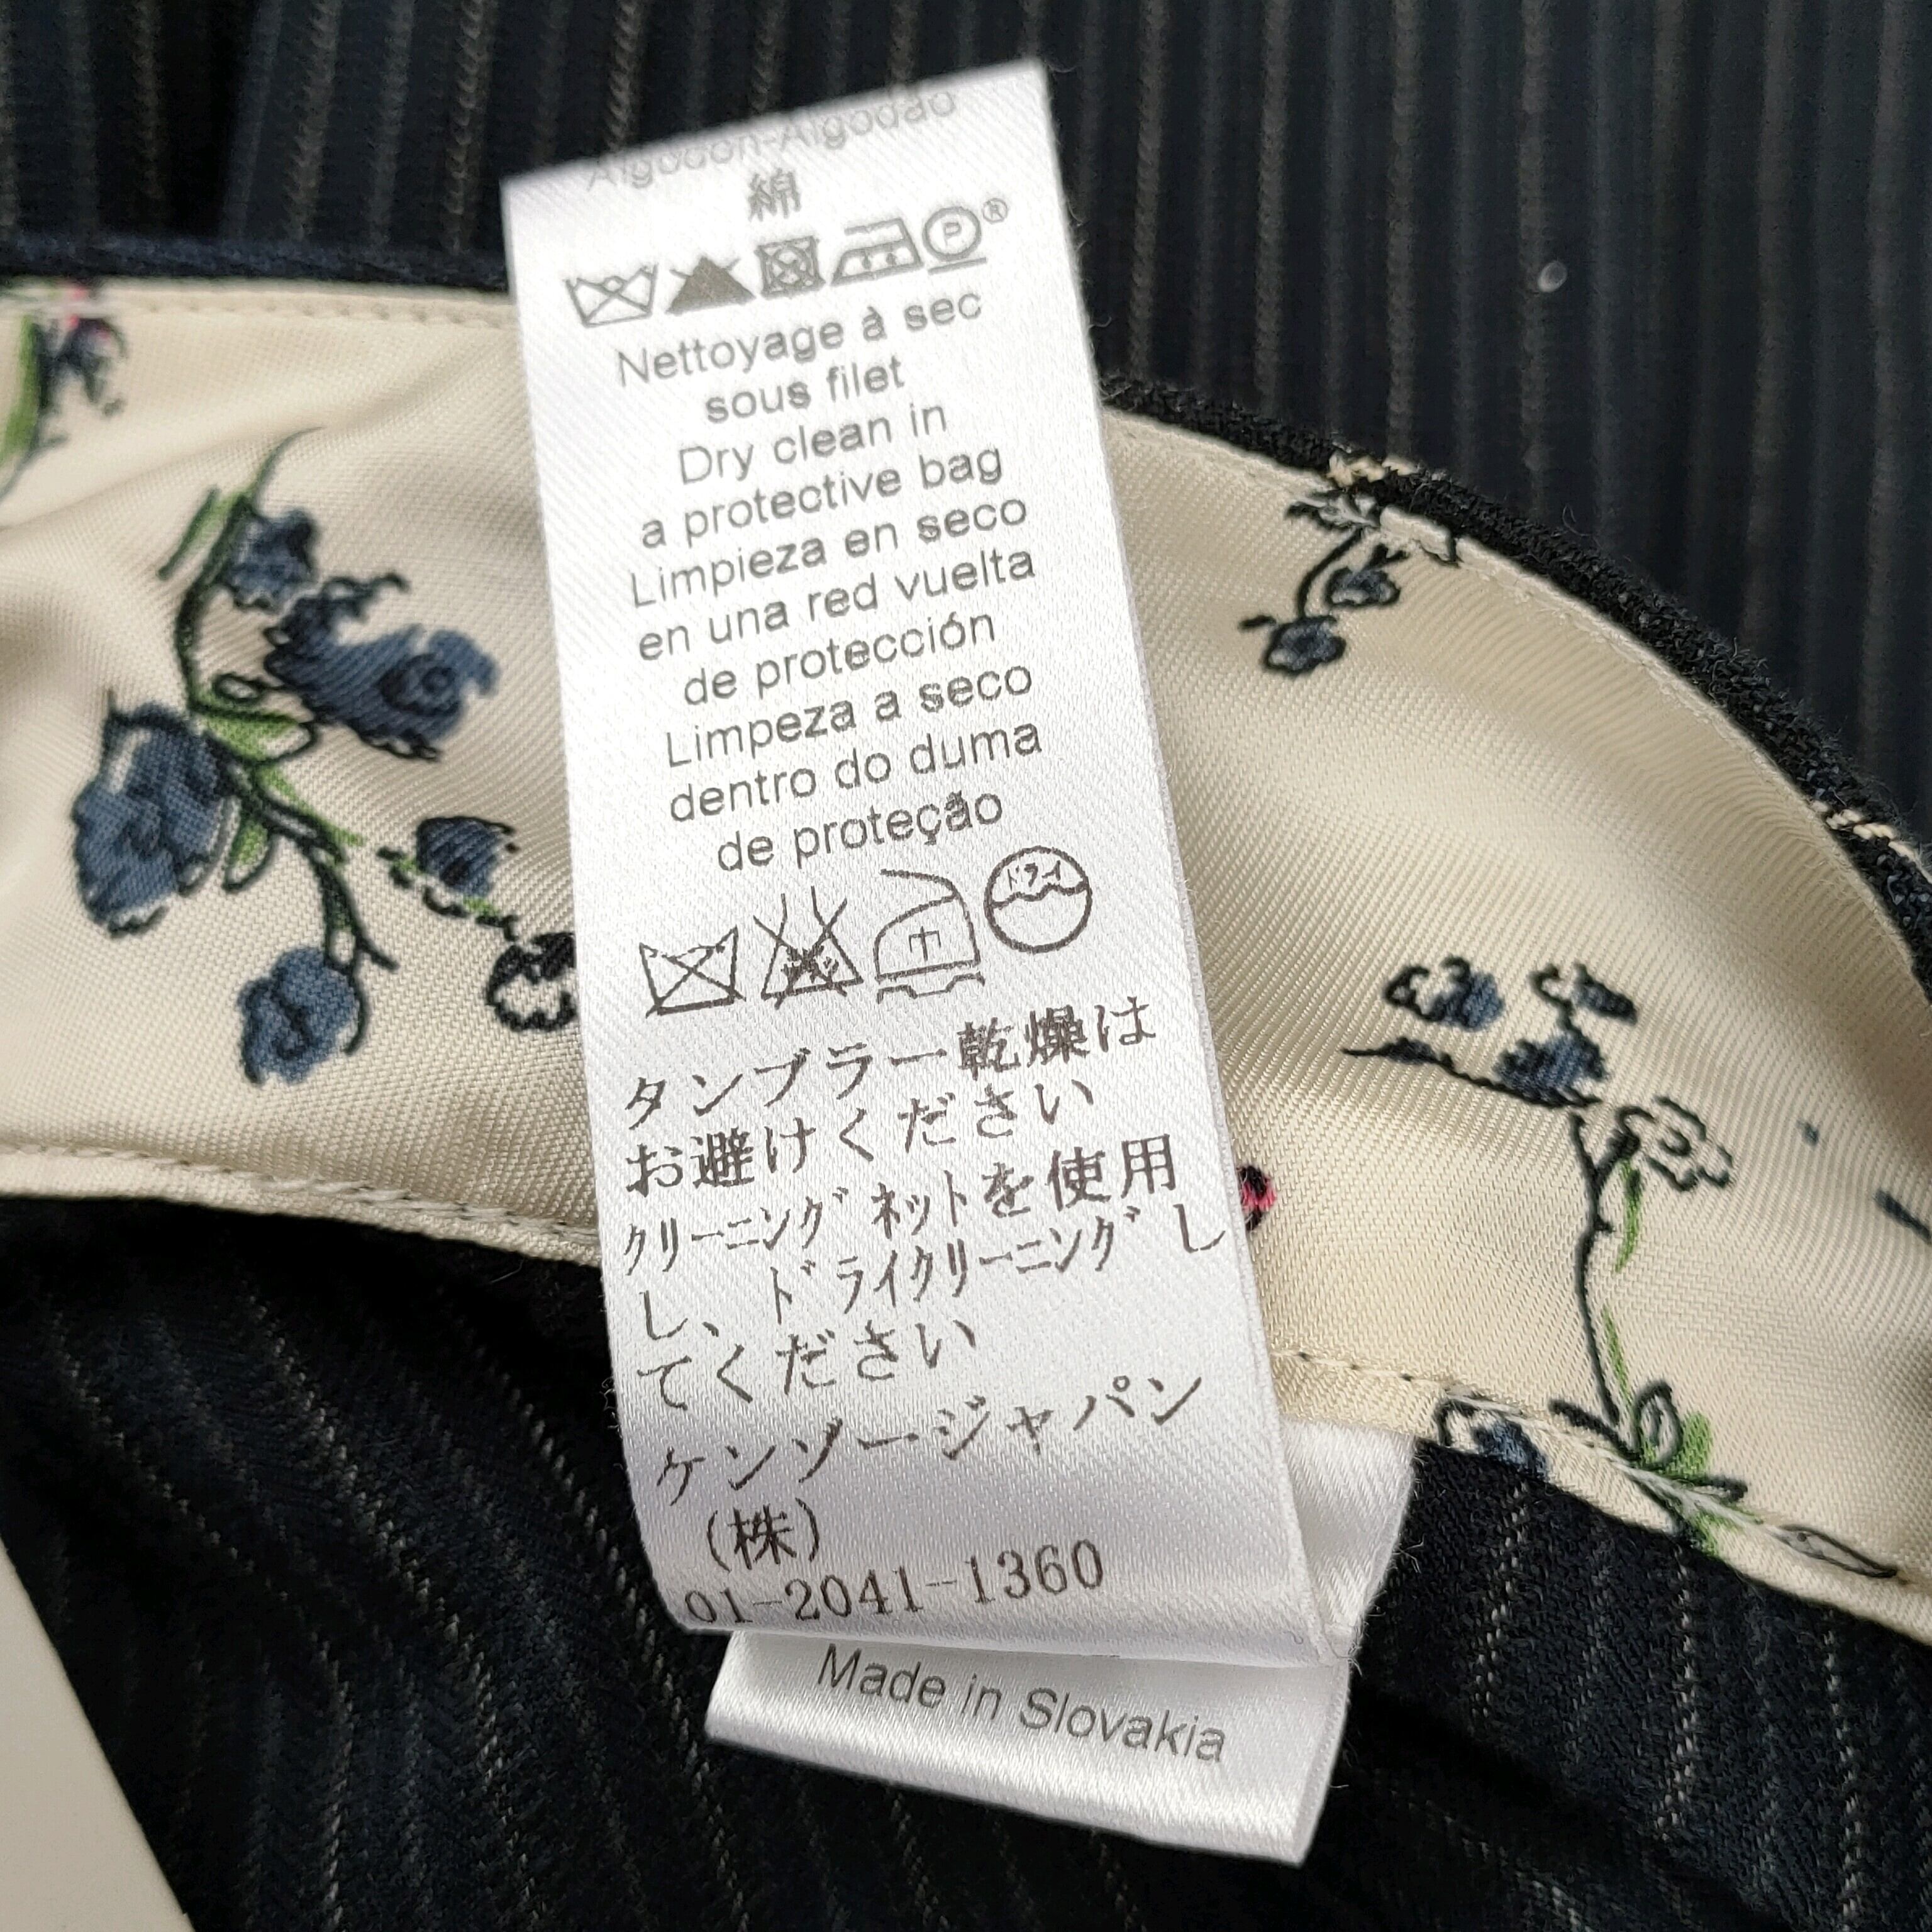 Algodón-Algodão
綿
P ®
Nettoyage à sec
sous filet
Dry clean in
a protective bag
Limpieza en seco
en una red vuelta
de protección
Limpeza a seco
dentro do duma
de proteção
中 ドライ
タンブラー乾燥は
お避けください
クリーニングネットを使用
し、ドライクリーニングし
てください
ケンゾージャパン
(株)
01-2041-1360
Made in Slovakia